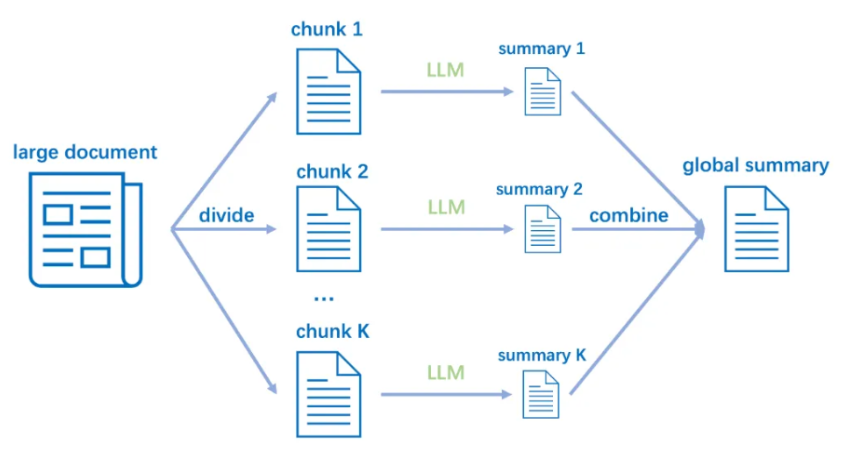 chunk 1
LLM
summary 1
large document
chunk 2
LLM
summary 2
global summary
divide
combine
...
chunk K
LLM
summary K